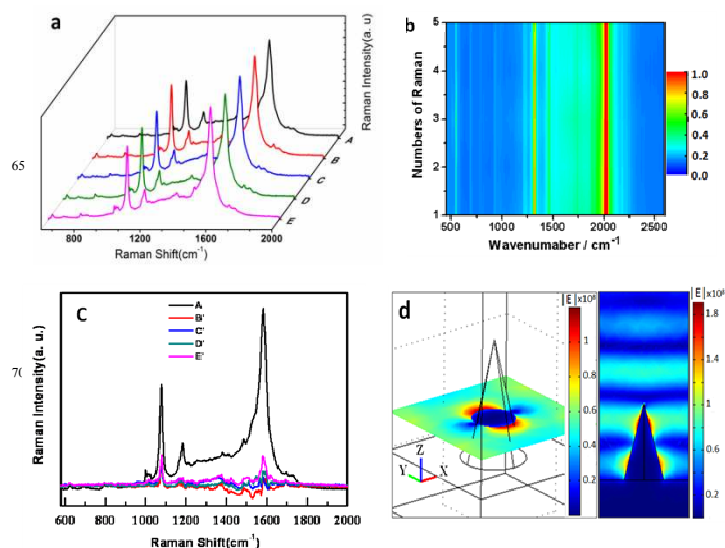 a
Raman Intensity(a. u)
A
B
C
D
E
800 1200 1600 2000
Raman Shift(cm-1)
65
b
Numbers of Raman
5
4
3
2
1
500 1000 1500 2000 2500
Wavenumaber / cm-1
1.0
0.8
0.6
0.4
0.2
0.0
c
A
B'
C'
D'
E'
Raman Intensity(a. u.)
600 800 1000 1200 1400 1600 1800 2000
Raman Shift(cm-1)
d
|E| x10⁶
1
0.8
0.6
0.4
0.2
Z
Y X
|E| x10⁶
1.8
1.6
1.4
1.2
1
0.8
0.6
0.4
0.2